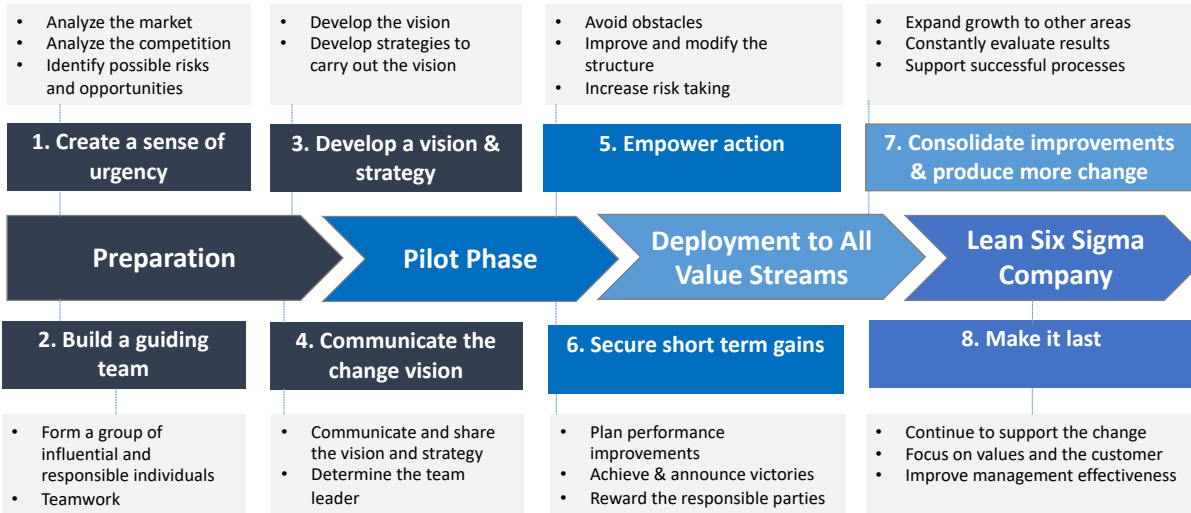 • Analyze the market
• Analyze the competition
• Identify possible risks
and opportunities
• Develop the vision
• Develop strategies to
carry out the vision
• Avoid obstacles
• Improve and modify the
structure
• Increase risk taking
• Expand growth to other areas
• Constantly evaluate results
• Support successful processes
1. Create a sense of
urgency
3. Develop a vision &
strategy
5. Empower action
7. Consolidate improvements
& produce more change
Preparation
Pilot Phase
Deployment to All
Value Streams
Lean Six Sigma
Company
2. Build a guiding
team
4. Communicate the
change vision
6. Secure short term gains
8. Make it last
• Form a group of
influential and
responsible individuals
• Teamwork
• Communicate and share
the vision and strategy
• Determine the team
leader
• Plan performance
improvements
• Achieve & announce victories
• Reward the responsible parties
• Continue to support the change
• Focus on values and the customer
• Improve management effectiveness